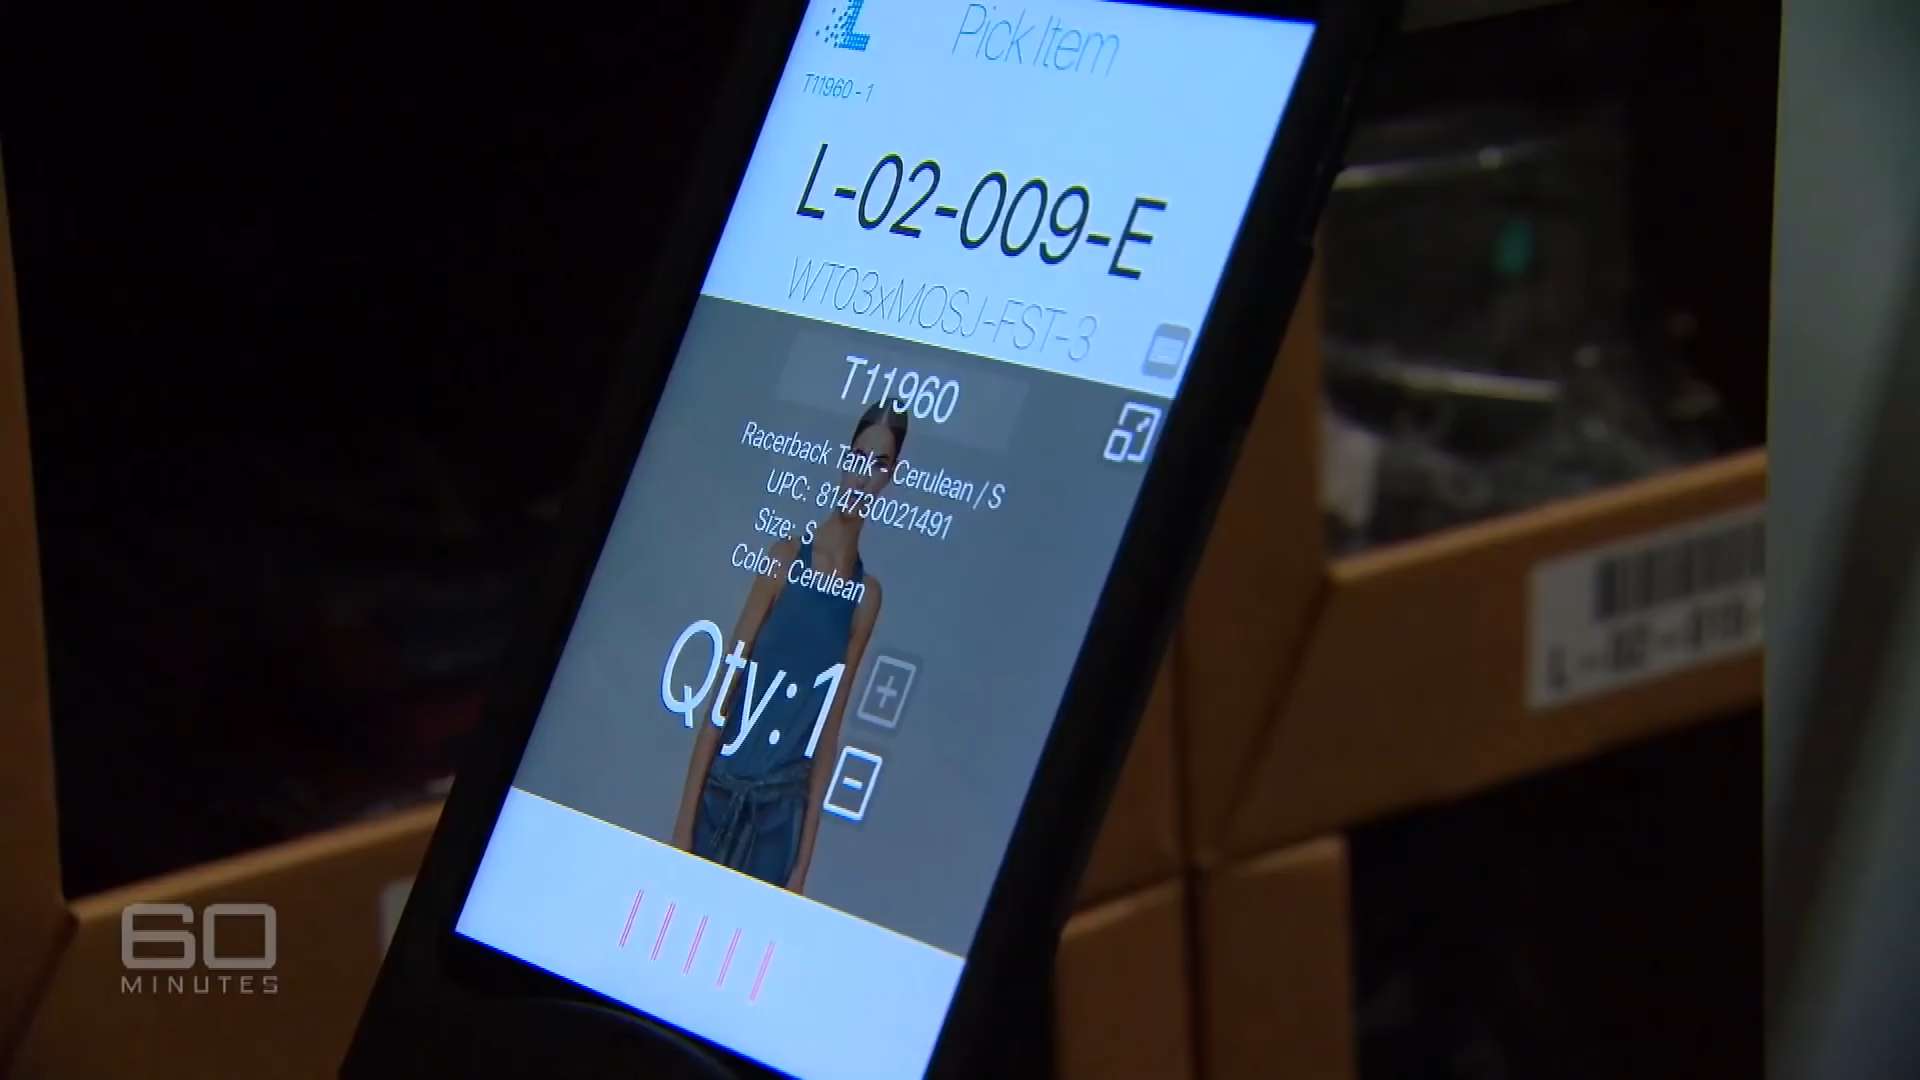 Pick Item
T11960 - 1
L-02-009-E
WT03xMOSJ-FST-3
T11960
Racerback Tank - Cerulean / S
UPC: 814730021491
Size: S
Color: Cerulean
Qty:1
60
MINUTES